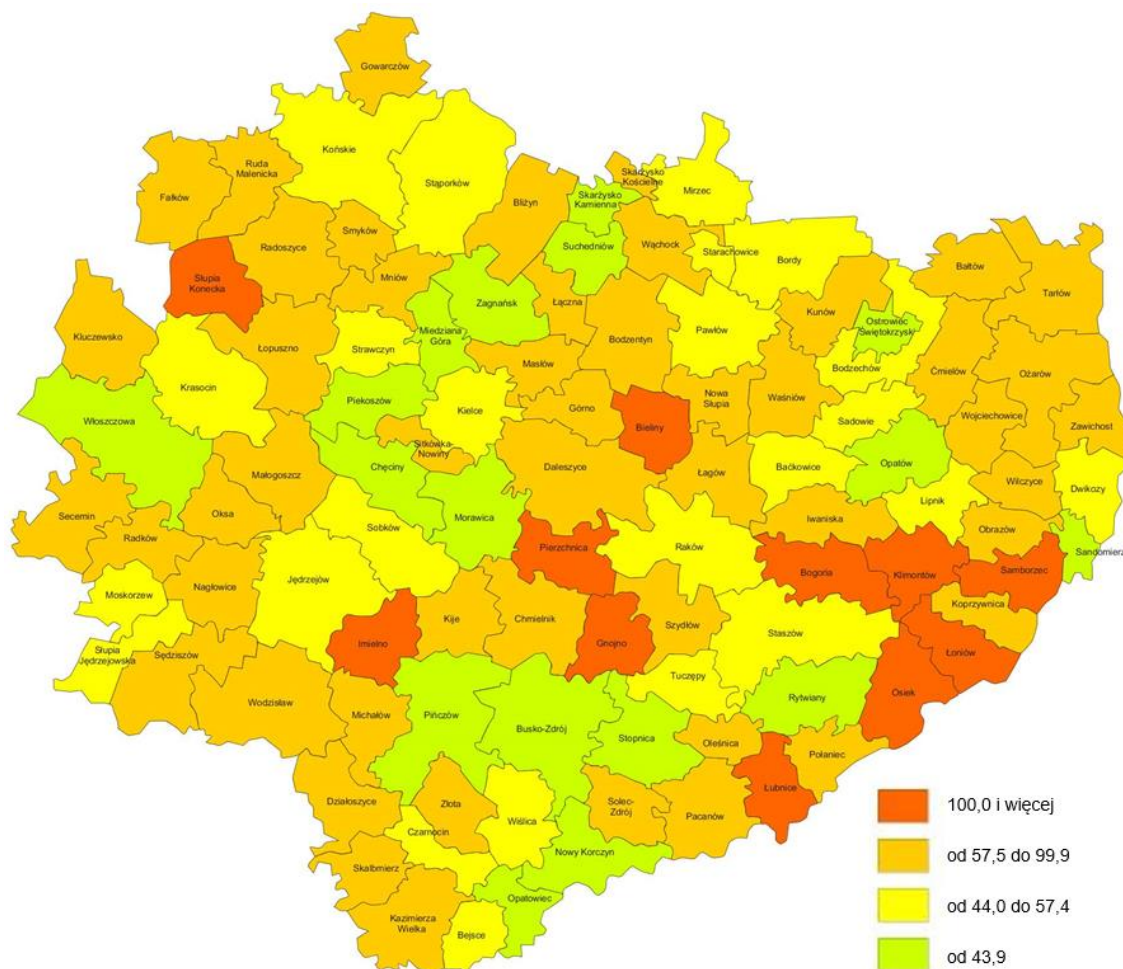 Gowarczów
Końskie
Ruda
Malenicka
Fałków
Stąporków
Skarżysko
Kościelne
Mirzec
Bliżyn
Skarżysko
Kamienna
Radoszyce
Smyków
Suchedniów
Wąchock
Starachowice
Bordy
Bałtów
Tarłów
Słupia
Konecka
Mniów
Zagnańsk
Łączna
Kunów
Ostrowiec
Świętokrzysk
Kluczewsko
Łopuszno
Miedziana
Góra
Strawczyn
Bodzentyn
Pawłów
Masłów
Bodzechów
Ćmielów
Ożarów
Krasocin
Piekoszów
Kielce
Górno
Nowa
Słupia
Waśniów
Wojciechowice
Zawichost
Włoszczowa
Bieliny
Sadowie
Sitkówka-
Nowiny
Małogoszcz
Chęciny
Daleszyce
Łagów
Baćkowice
Opatów
Wilczyce
Dwikozy
Lipnik
Secemin
Oksa
Morawica
Iwaniska
Obrazów
Radków
Sobków
Pierzchnica
Raków
Sandomierz
Nagłowice
Jędrzejów
Bogoria
Klimontów
Samborzec
Moskorzew
Koprzywnica
Kije
Chmielnik
Szydłów
Imielno
Gnojno
Staszów
Słupia
Jędrzejowska
Sędziszów
Łoniów
Tuczępy
Wodzisław
Rytwiany
Osiek
Michałów
Pińczów
Busko-Zdrój
Stopnica
Oleśnica
Połaniec
Łubnice
Działoszyce
Złota
Solec-
Zdrój
Pacanów
Wiślica
Czarnocin
Nowy Korczyn
Skalbmierz
Opatowiec
Kazimierza
Wielka
Bejsce
100,0 i więcej
od 57,5 do 99,9
od 44,0 do 57,4
od 43,9